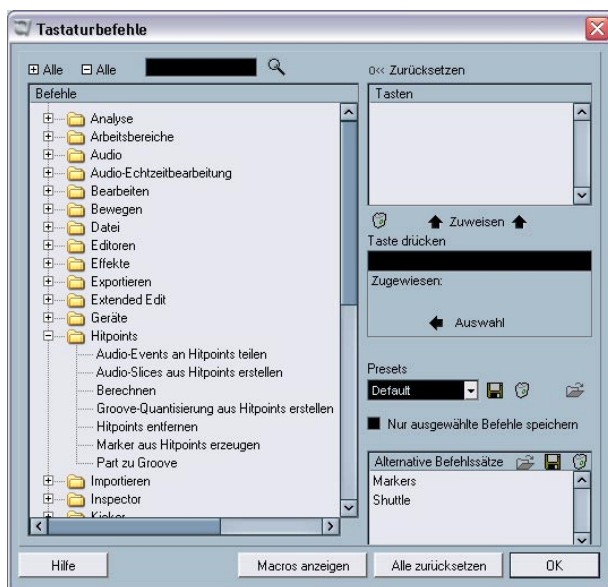 Tastaturbefehle
Alle Alle
Befehle
Analyse
Arbeitsbereiche
Audio
Audio-Echtzeitbearbeitung
Bearbeiten
Bewegen
Datei
Editoren
Effekte
Exportieren
Extended Edit
Geräte
Hitpoints
Audio-Events an Hitpoints teilen
Audio-Slices aus Hitpoints erstellen
Berechnen
Groove-Quantisierung aus Hitpoints erstellen
Hitpoints entfernen
Marker aus Hitpoints erzeugen
Part zu Groove
Importieren
Inspector
Kicker
Zurücksetzen
Tasten
Zuweisen
Taste drücken
Zugewiesen:
Auswahl
Presets
Default
Nur ausgewählte Befehle speichern
Alternative Befehlssätze
Markers
Shuttle
Hilfe
Macros anzeigen
Alle zurücksetzen
OK